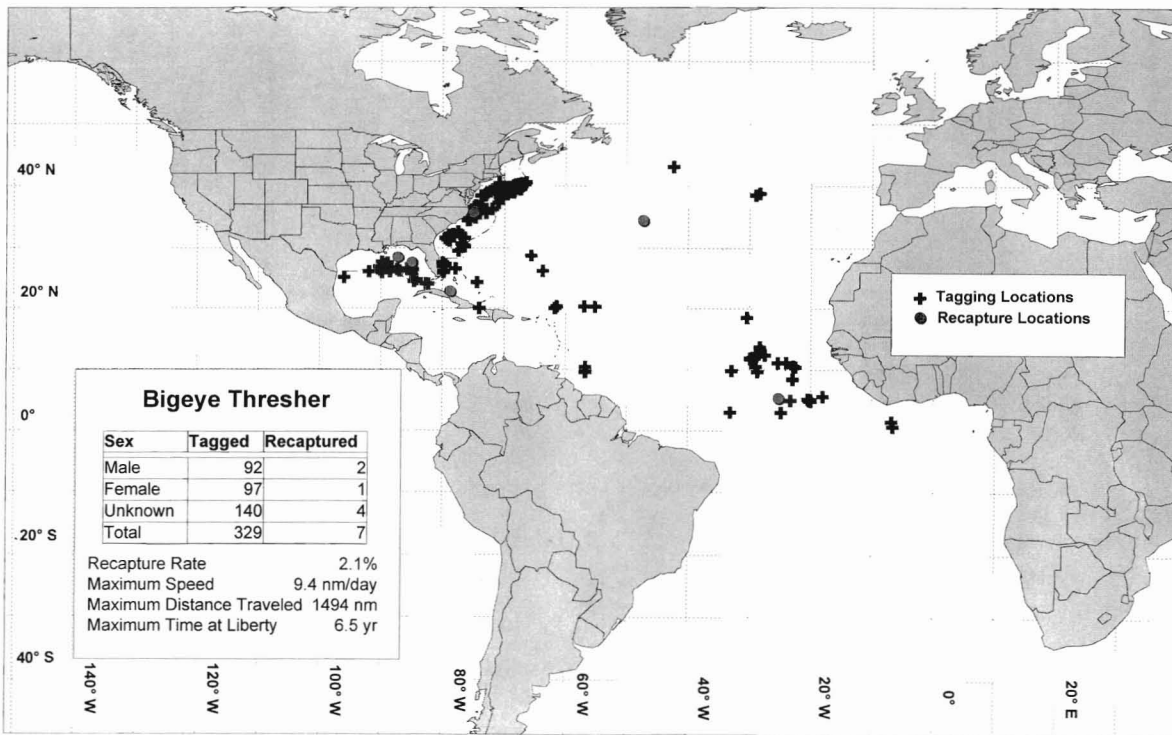 40° N
20° N
0°
20° S
40° S
Tagging Locations
Recapture Locations
Bigeye Thresher
Sex Tagged Recaptured
Male 92 2
Female 97 1
Unknown 140 4
Total 329 7
Recapture Rate 2.1%
Maximum Speed 9.4 nm/day
Maximum Distance Traveled 1494 nm
Maximum Time at Liberty 6.5 yr
140° W
120° W
100° W
80° W
60° W
40° W
20° W
0°
20° E